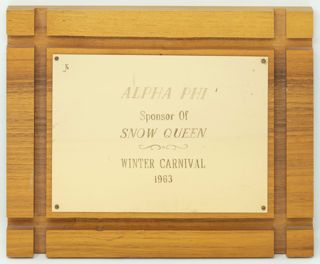 ALPHA PHI
Sponsor Of
SNOW QUEEN
WINTER CARNIVAL
1963